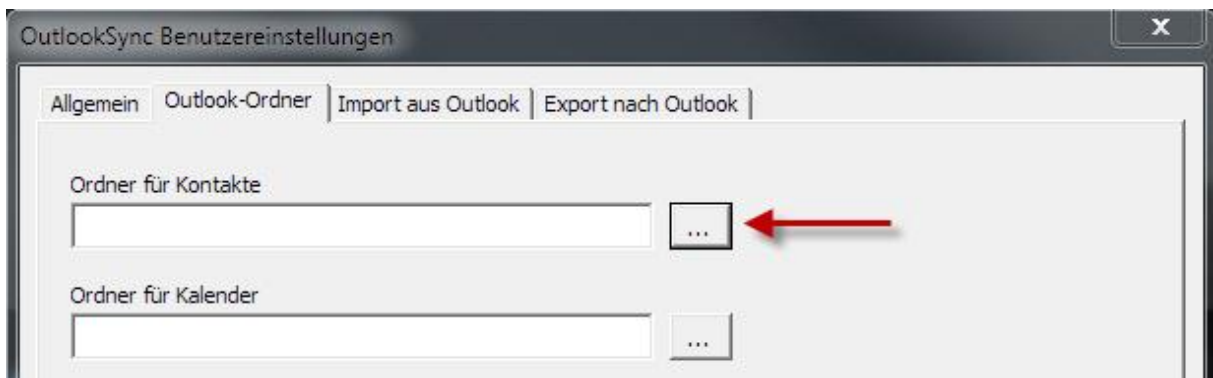 OutlookSync Benutzereinstellungen
x
Allgemein Outlook-Ordner Import aus Outlook Export nach Outlook
Ordner für Kontakte
...
Ordner für Kalender
...